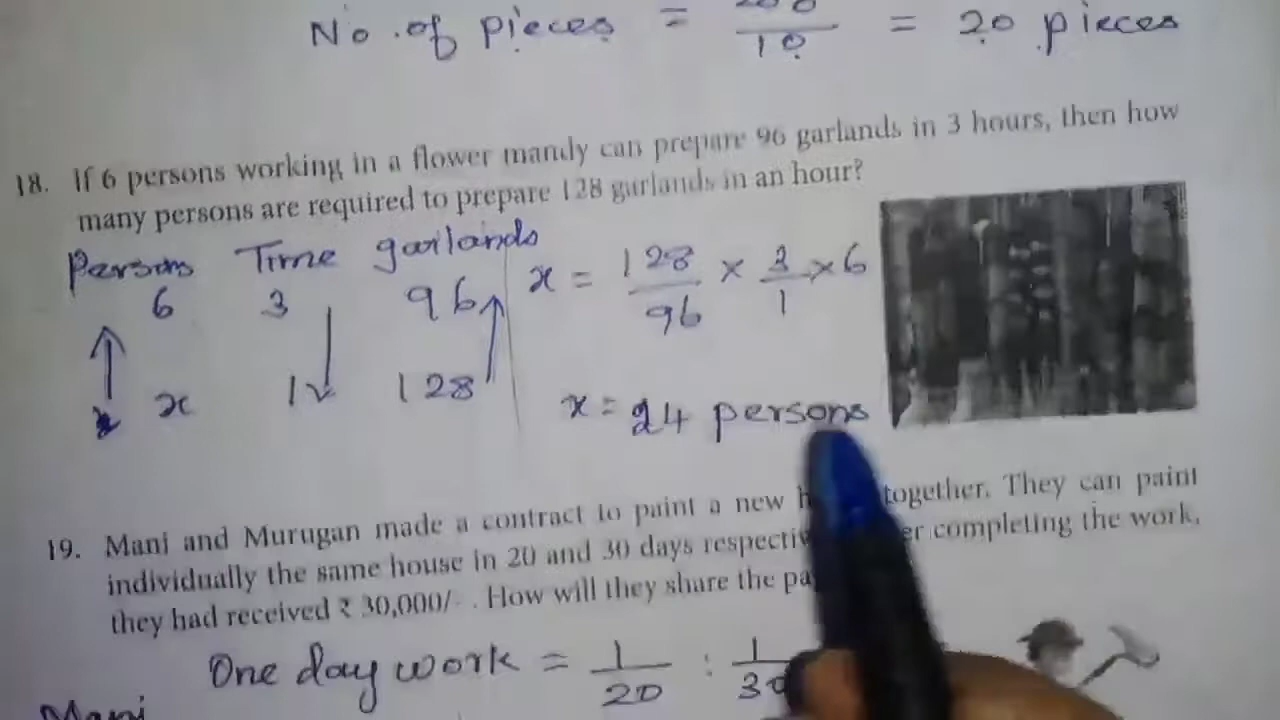 No. of pieces = 200/10 = 20 pieces
18. If 6 persons working in a flower mandy can prepare 96 garlands in 3 hours, then how
many persons are required to prepare 128 garlands in an hour?
Persons Time garlands
6 3 96
x 1 128
x = 128/96 × 3/1 × 6
x = 24 persons
19. Mani and Murugan made a contract to paint a new together. They can paint
individually the same house in 20 and 30 days completing the work,
they had received ₹ 30,000/- . How will they share the
One day work = 1/20 : 1/30
Mani